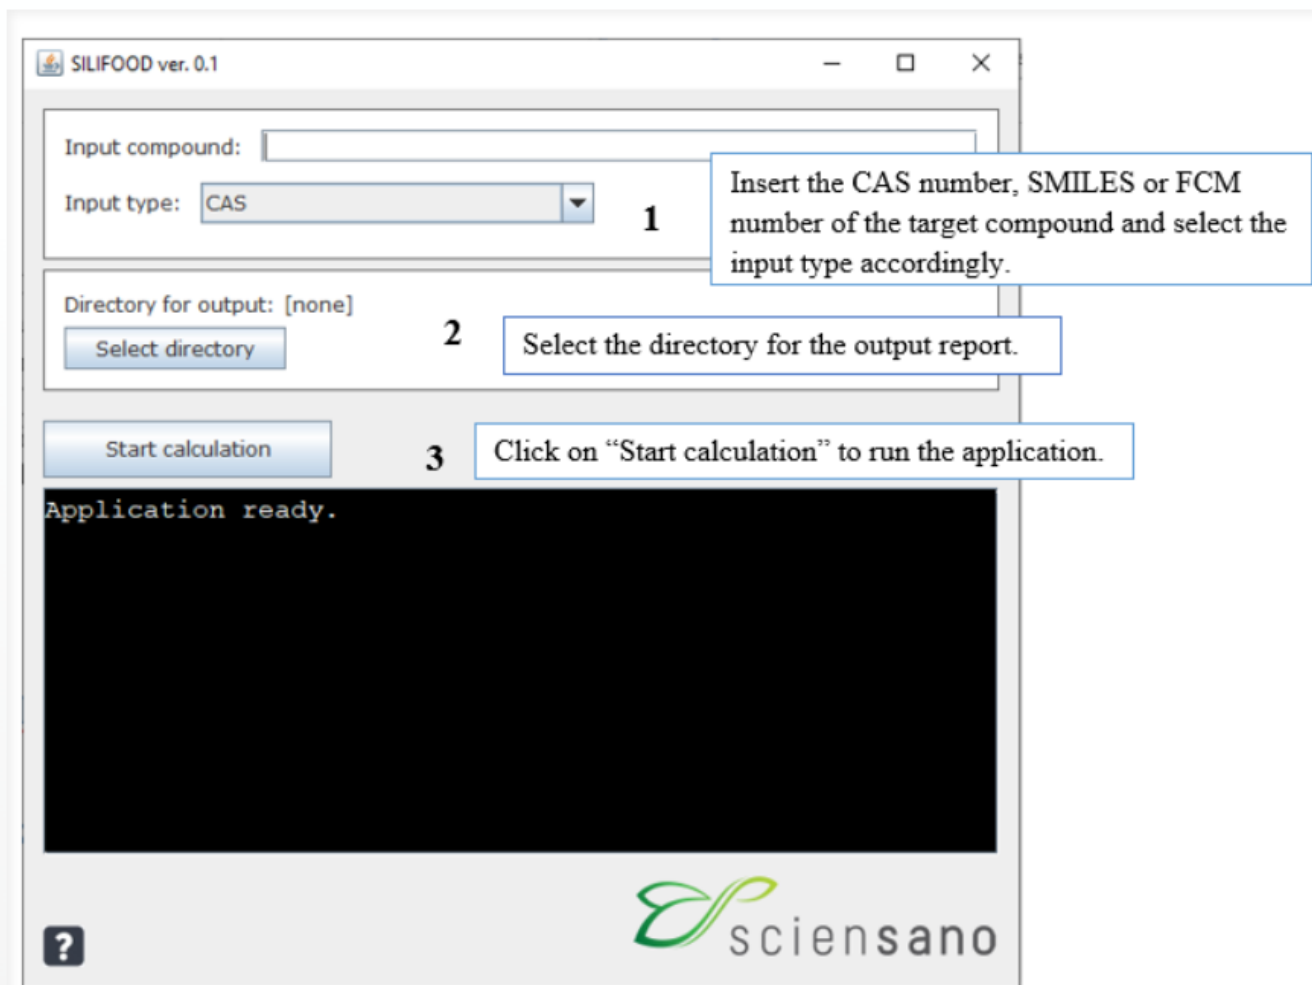 SILIFOOD ver. 0.1
Input compound:
Input type: CAS
1
Insert the CAS number, SMILES or FCM
number of the target compound and select the
input type accordingly.
Directory for output: [none]
Select directory
2
Select the directory for the output report.
Start calculation
3
Click on “Start calculation” to run the application.
Application ready.
?
sciensano